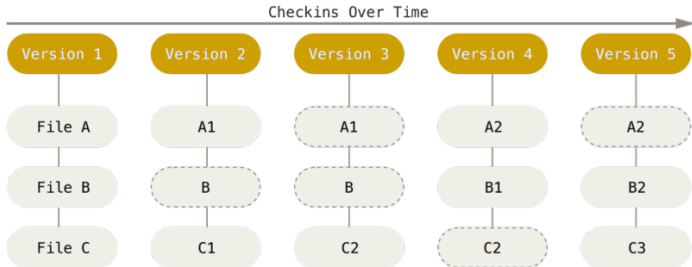 Checkins Over Time
Version 1 Version 2 Version 3 Version 4 Version 5
File A A1 A1 A2 A2
File B B B B1 B2
File C C1 C2 C2 C3